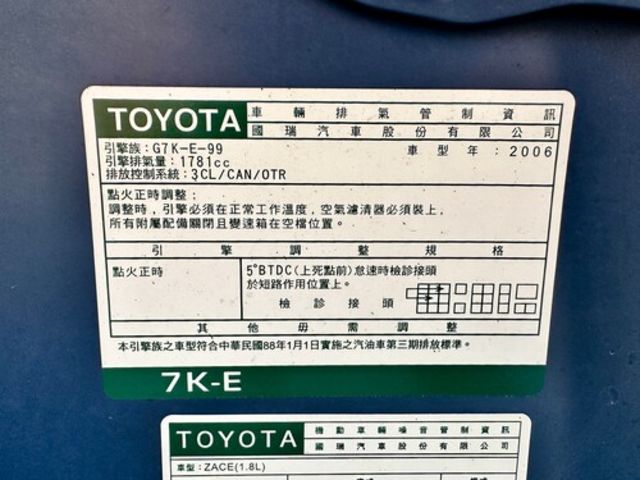 TOYOTA 車輛排氣管制資訊
國瑞汽車股份有限公司
引擎族：G7K-E-99 車型年：2006
引擎排氣量：1781cc
排放控制系統：3CL/CAN/OTR
點火正時調整：
調整時，引擎必須在正常工作溫度，空氣濾清器必須裝上，
所有附屬配備關閉且變速箱在空檔位置。
引擎調整規格
點火正時 5°BTDC(上死點前)怠速時檢診接頭
於短路作用位置上。
檢診接頭
其他毋需調整
本引擎族之車型符合中華民國88年1月1日實施之汽油車第三期排放標準。
7K-E
TOYOTA 機動車輛噪音管制資訊
國瑞汽車股份有限公司
車型：ZACE(1.8L)